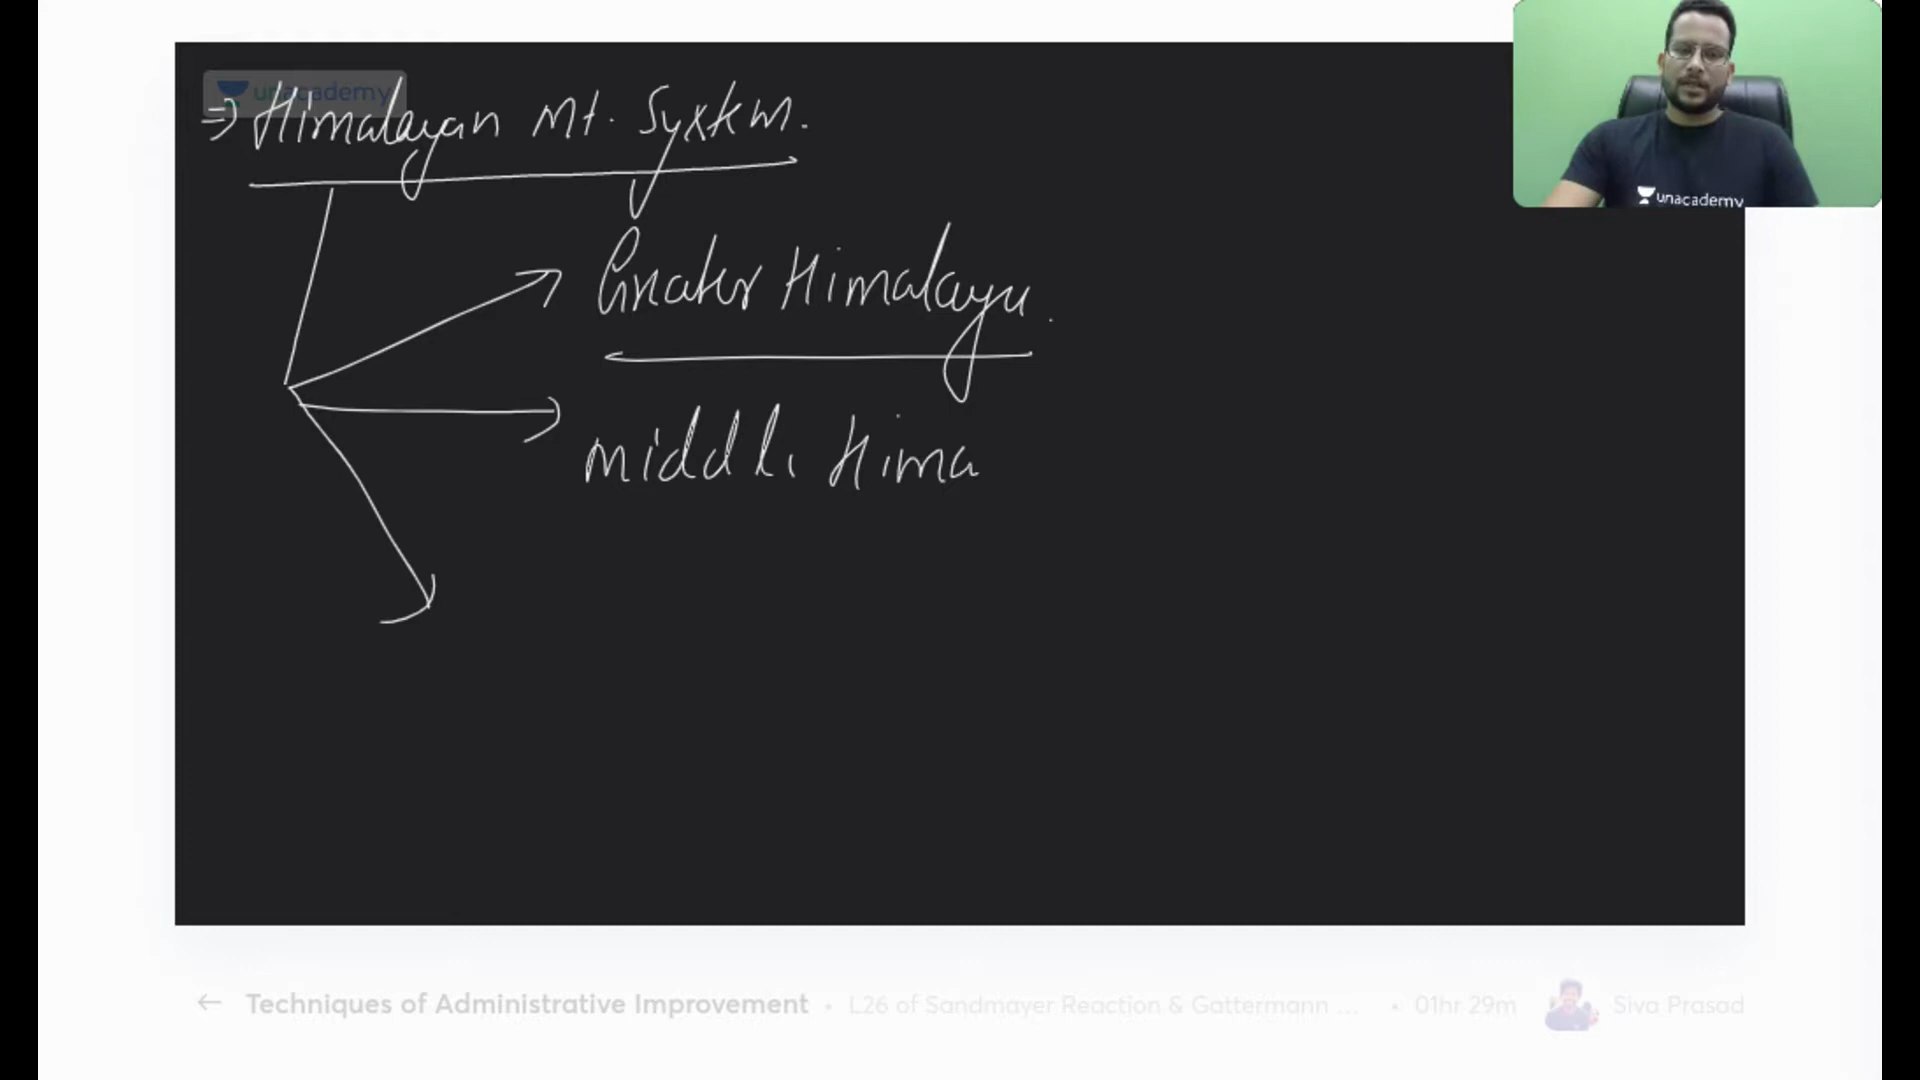 unacademy
⇒ Himalayan Mt. System.
Greater Himalaya.
middle Hima
unacademy
← Techniques of Administrative Improvement • L26 of Sandmayer Reaction & Gattermann ... • 01hr 29m Siva Prasad